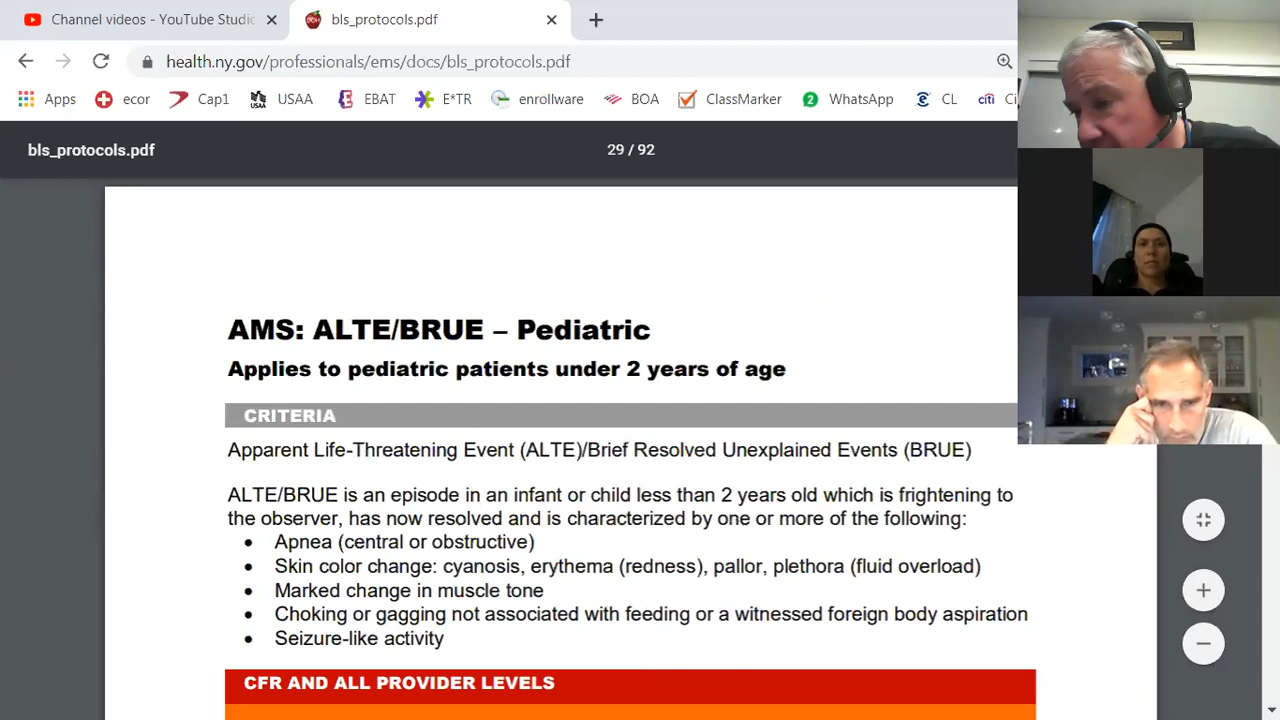 Channel videos - YouTube Studio
bls_protocols.pdf
health.ny.gov/professionals/ems/docs/bls_protocols.pdf
Apps ecor Cap1 USAA EBAT E*TR enrollware BOA ClassMarker 2 WhatsApp CL citi Ci
bls_protocols.pdf
29 / 92
AMS: ALTE/BRUE – Pediatric
Applies to pediatric patients under 2 years of age
CRITERIA
Apparent Life-Threatening Event (ALTE)/Brief Resolved Unexplained Events (BRUE)
ALTE/BRUE is an episode in an infant or child less than 2 years old which is frightening to
the observer, has now resolved and is characterized by one or more of the following:
• Apnea (central or obstructive)
• Skin color change: cyanosis, erythema (redness), pallor, plethora (fluid overload)
• Marked change in muscle tone
• Choking or gagging not associated with feeding or a witnessed foreign body aspiration
• Seizure-like activity
CFR AND ALL PROVIDER LEVELS